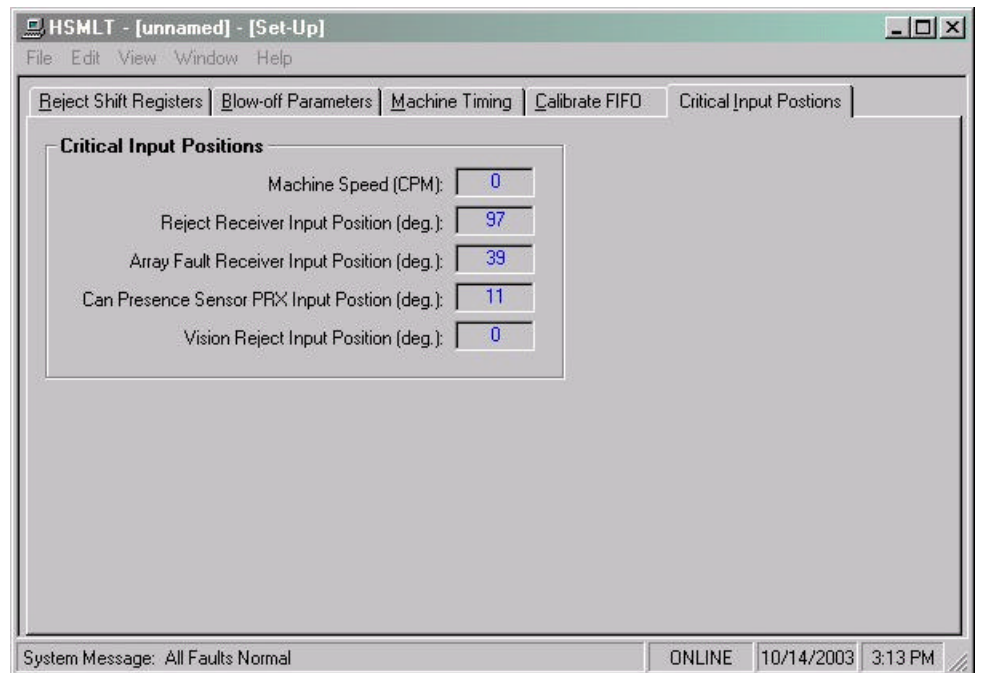 HSMLT - [unnamed] - [Set-Up]
File Edit View Window Help
Reject Shift Registers Blow-off Parameters Machine Timing Calibrate FIFO Critical Input Postions
Critical Input Positions
Machine Speed (CPM): 0
Reject Receiver Input Position (deg.): 97
Array Fault Receiver Input Position (deg.): 39
Can Presence Sensor PRX Input Postion (deg.): 11
Vision Reject Input Position (deg.): 0
System Message: All Faults Normal ONLINE 10/14/2003 3:13 PM